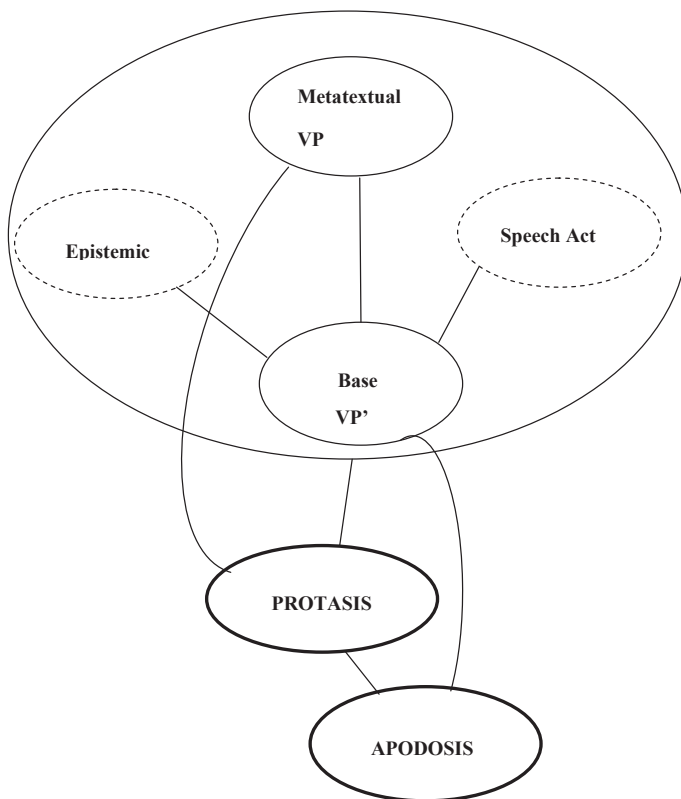 Metatextual
VP
Epistemic
Speech Act
Base
VP’
PROTASIS
APODOSIS